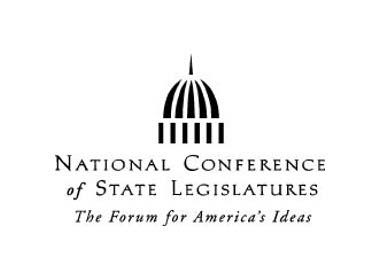 NATIONAL CONFERENCE
of STATE LEGISLATURES
The Forum for America's Ideas